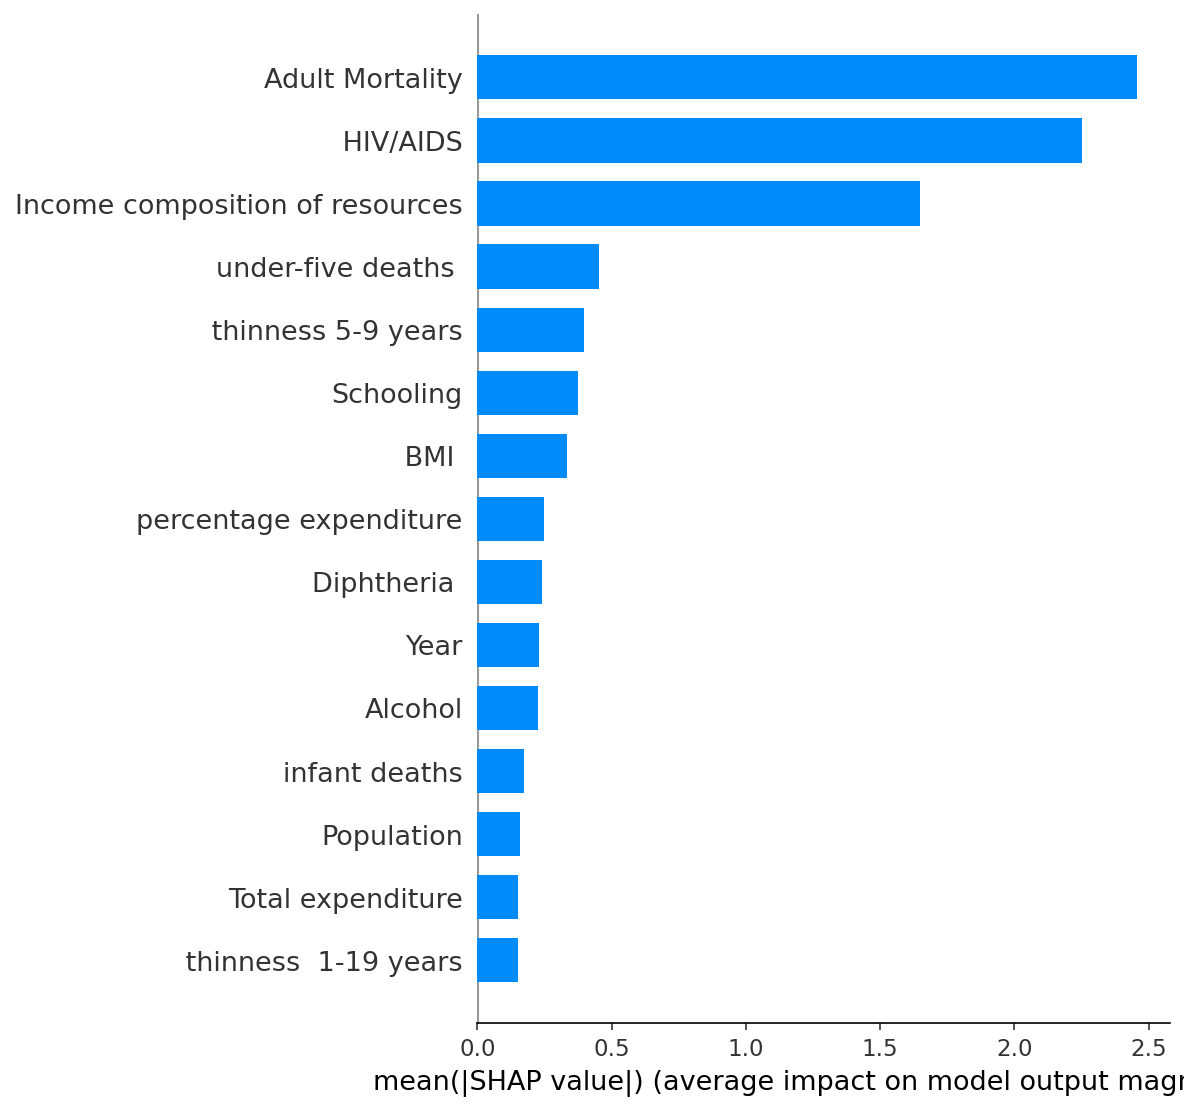 Adult Mortality
HIV/AIDS
Income composition of resources
under-five deaths
thinness 5-9 years
Schooling
BMI
percentage expenditure
Diphtheria
Year
Alcohol
infant deaths
Population
Total expenditure
thinness  1-19 years
0.0 0.5 1.0 1.5 2.0 2.5
mean(|SHAP value|) (average impact on model output